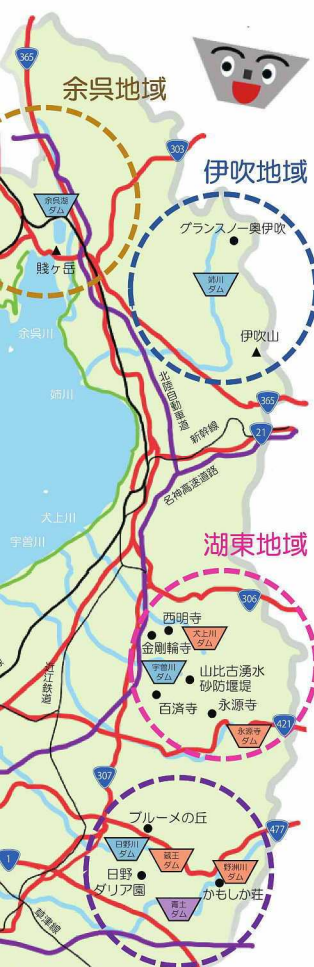 365
余呉地域
303
伊吹地域
余呉湖
ダム
グランスノー奥伊吹
賤ヶ岳
姉川
ダム
余呉川
伊吹山
姉川
北陸自動車道
365
新幹線
21
名神高速道路
犬上川
宇曽川
湖東地域
306
西明寺
犬上川
ダム
金剛輪寺
宇曽川
ダム
山比古湧水
砂防堰堤
百済寺
永源寺
近江鉄道
421
永源寺
ダム
307
ブルーメの丘
477
日野川
ダム
蔵王
ダム
1
日野
ダリア園
野洲川
ダム
かもしか荘
青土
ダム
草津線